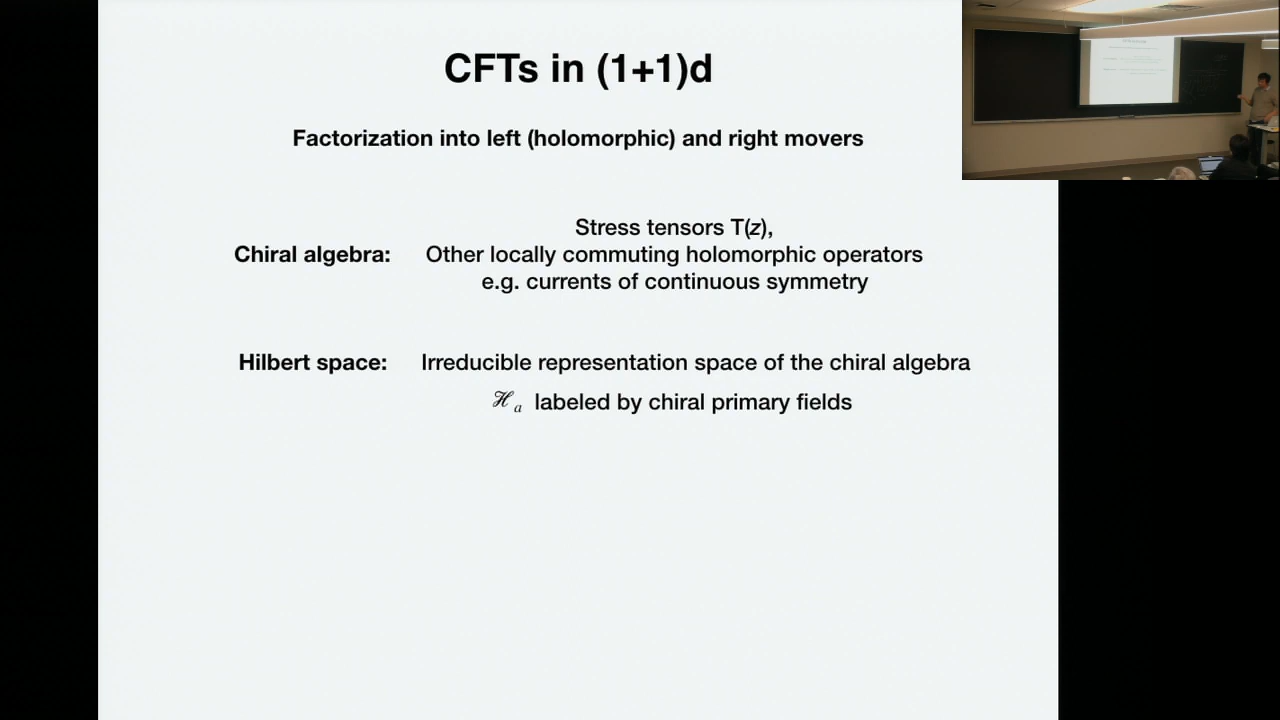 CFTs in (1+1)d
Factorization into left (holomorphic) and right movers
Stress tensors T(z),
Chiral algebra: Other locally commuting holomorphic operators
e.g. currents of continuous symmetry
Hilbert space: Irreducible representation space of the chiral algebra
ℋₐ labeled by chiral primary fields